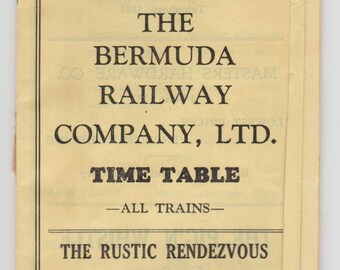 THE
BERMUDA
RAILWAY
COMPANY, LTD.
TIME TABLE
—ALL TRAINS—
THE RUSTIC RENDEZVOUS